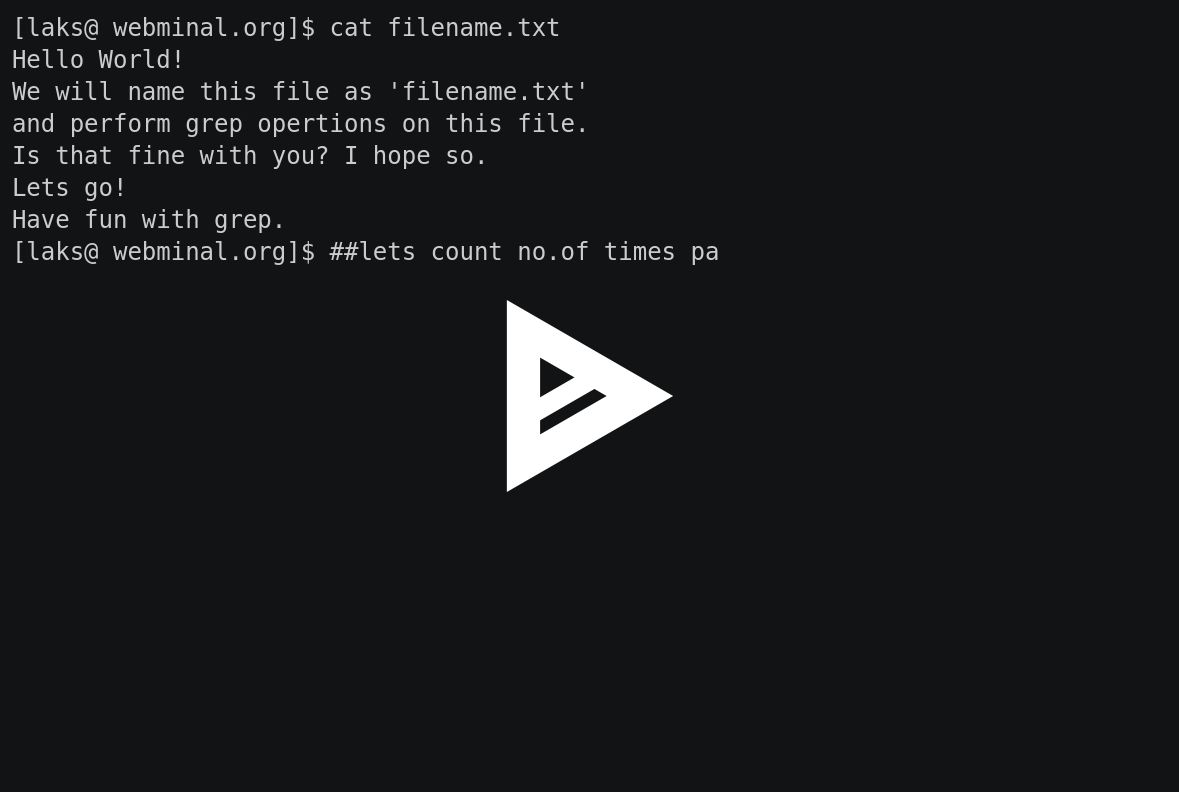 [laks@ webminal.org]$ cat filename.txt
Hello World!
We will name this file as 'filename.txt'
and perform grep opertions on this file.
Is that fine with you? I hope so.
Lets go!
Have fun with grep.
[laks@ webminal.org]$ ##lets count no.of times pa